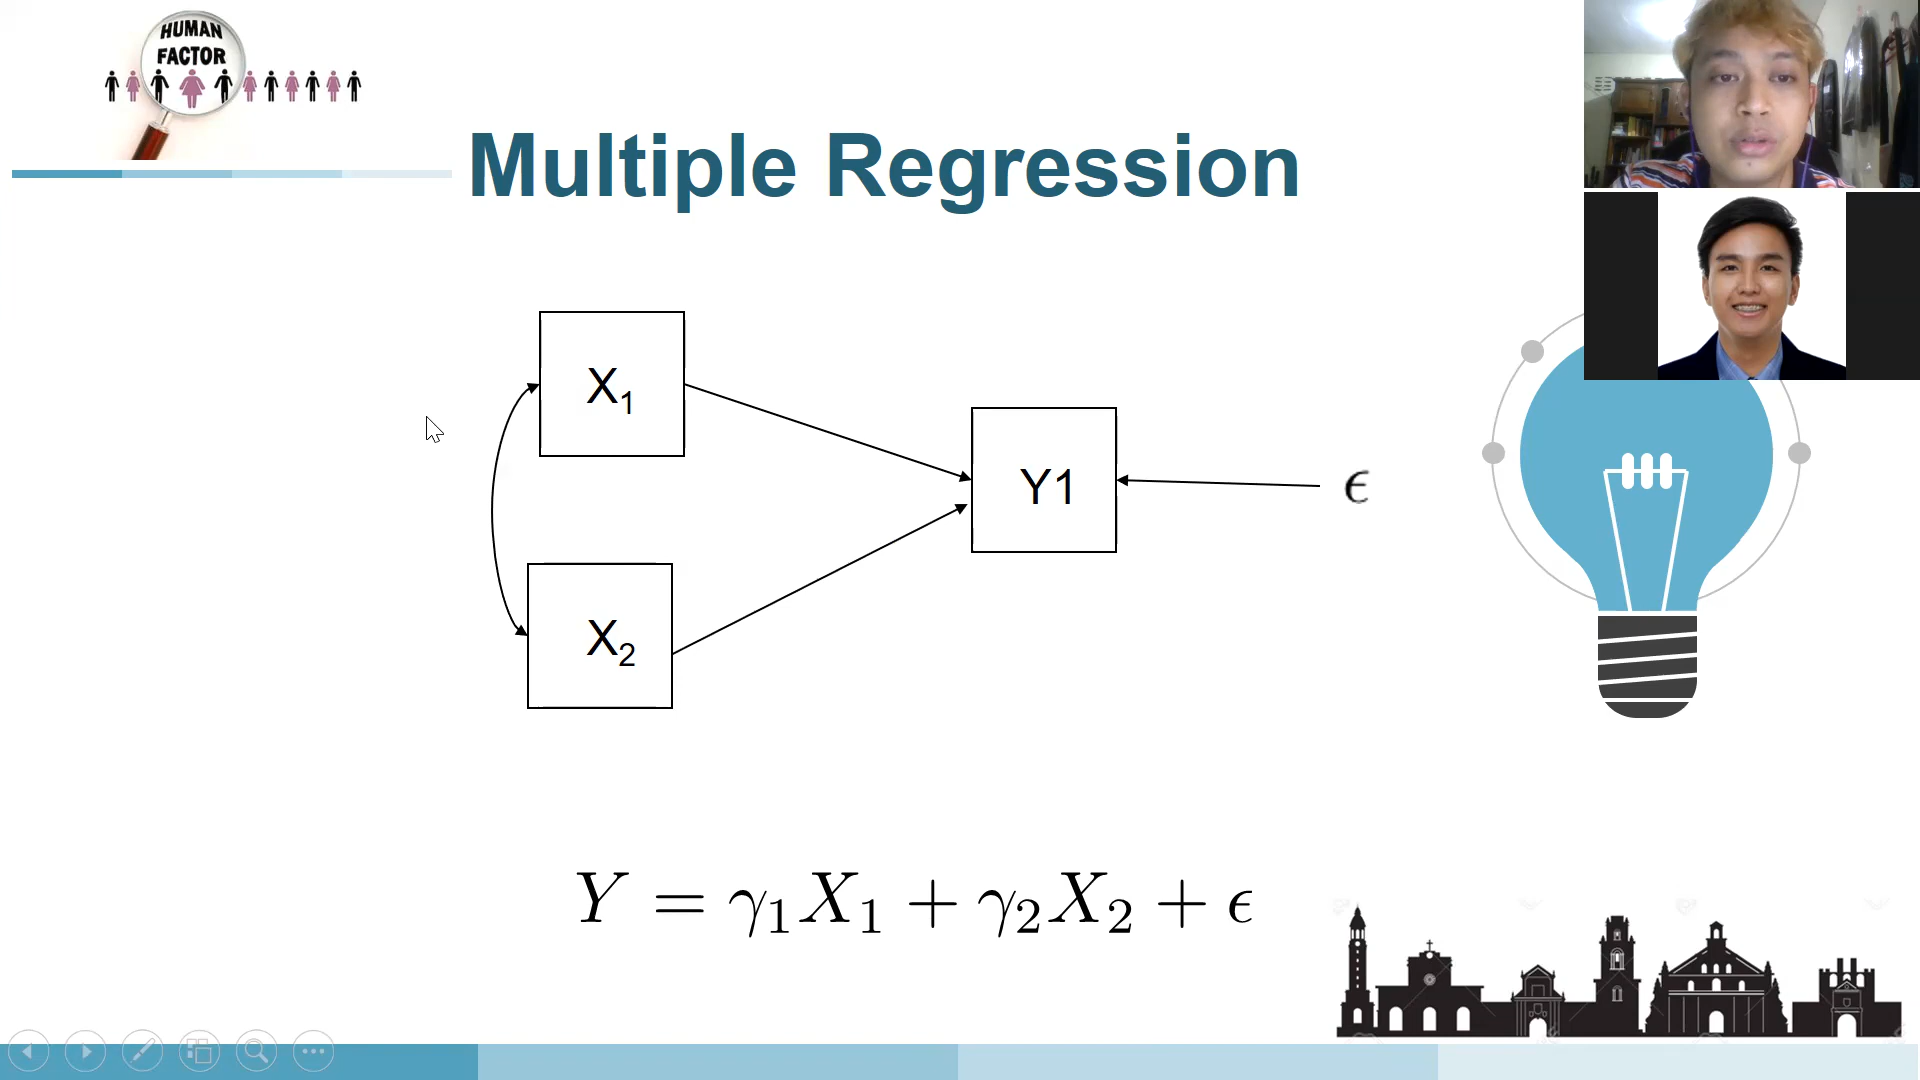 HUMAN
FACTOR
Multiple Regression
X₁
Y1
ϵ
X₂
Y = γ₁X₁ + γ₂X₂ + ϵ